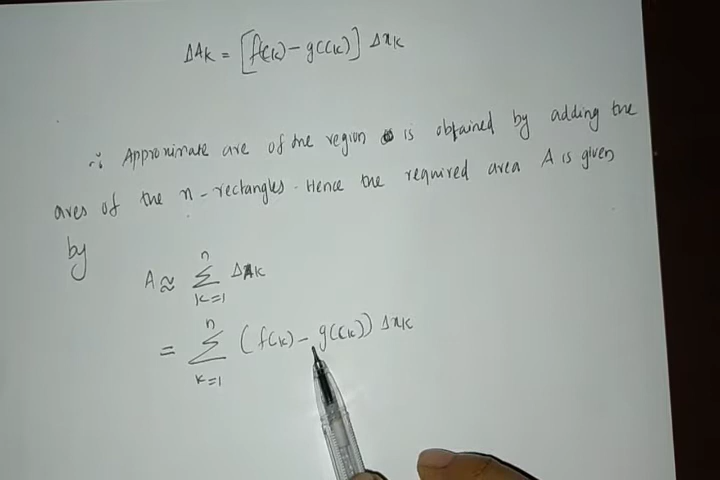 ΔAk = [f(ck) - g(ck)] Δxk
∴ Approximate are of the region is obtained by adding the
ares of the n-rectangles. Hence the required area A is given
by
A ≈ n Σ k=1 ΔAk
= n Σ k=1 (f(ck) - g(ck)) Δxk